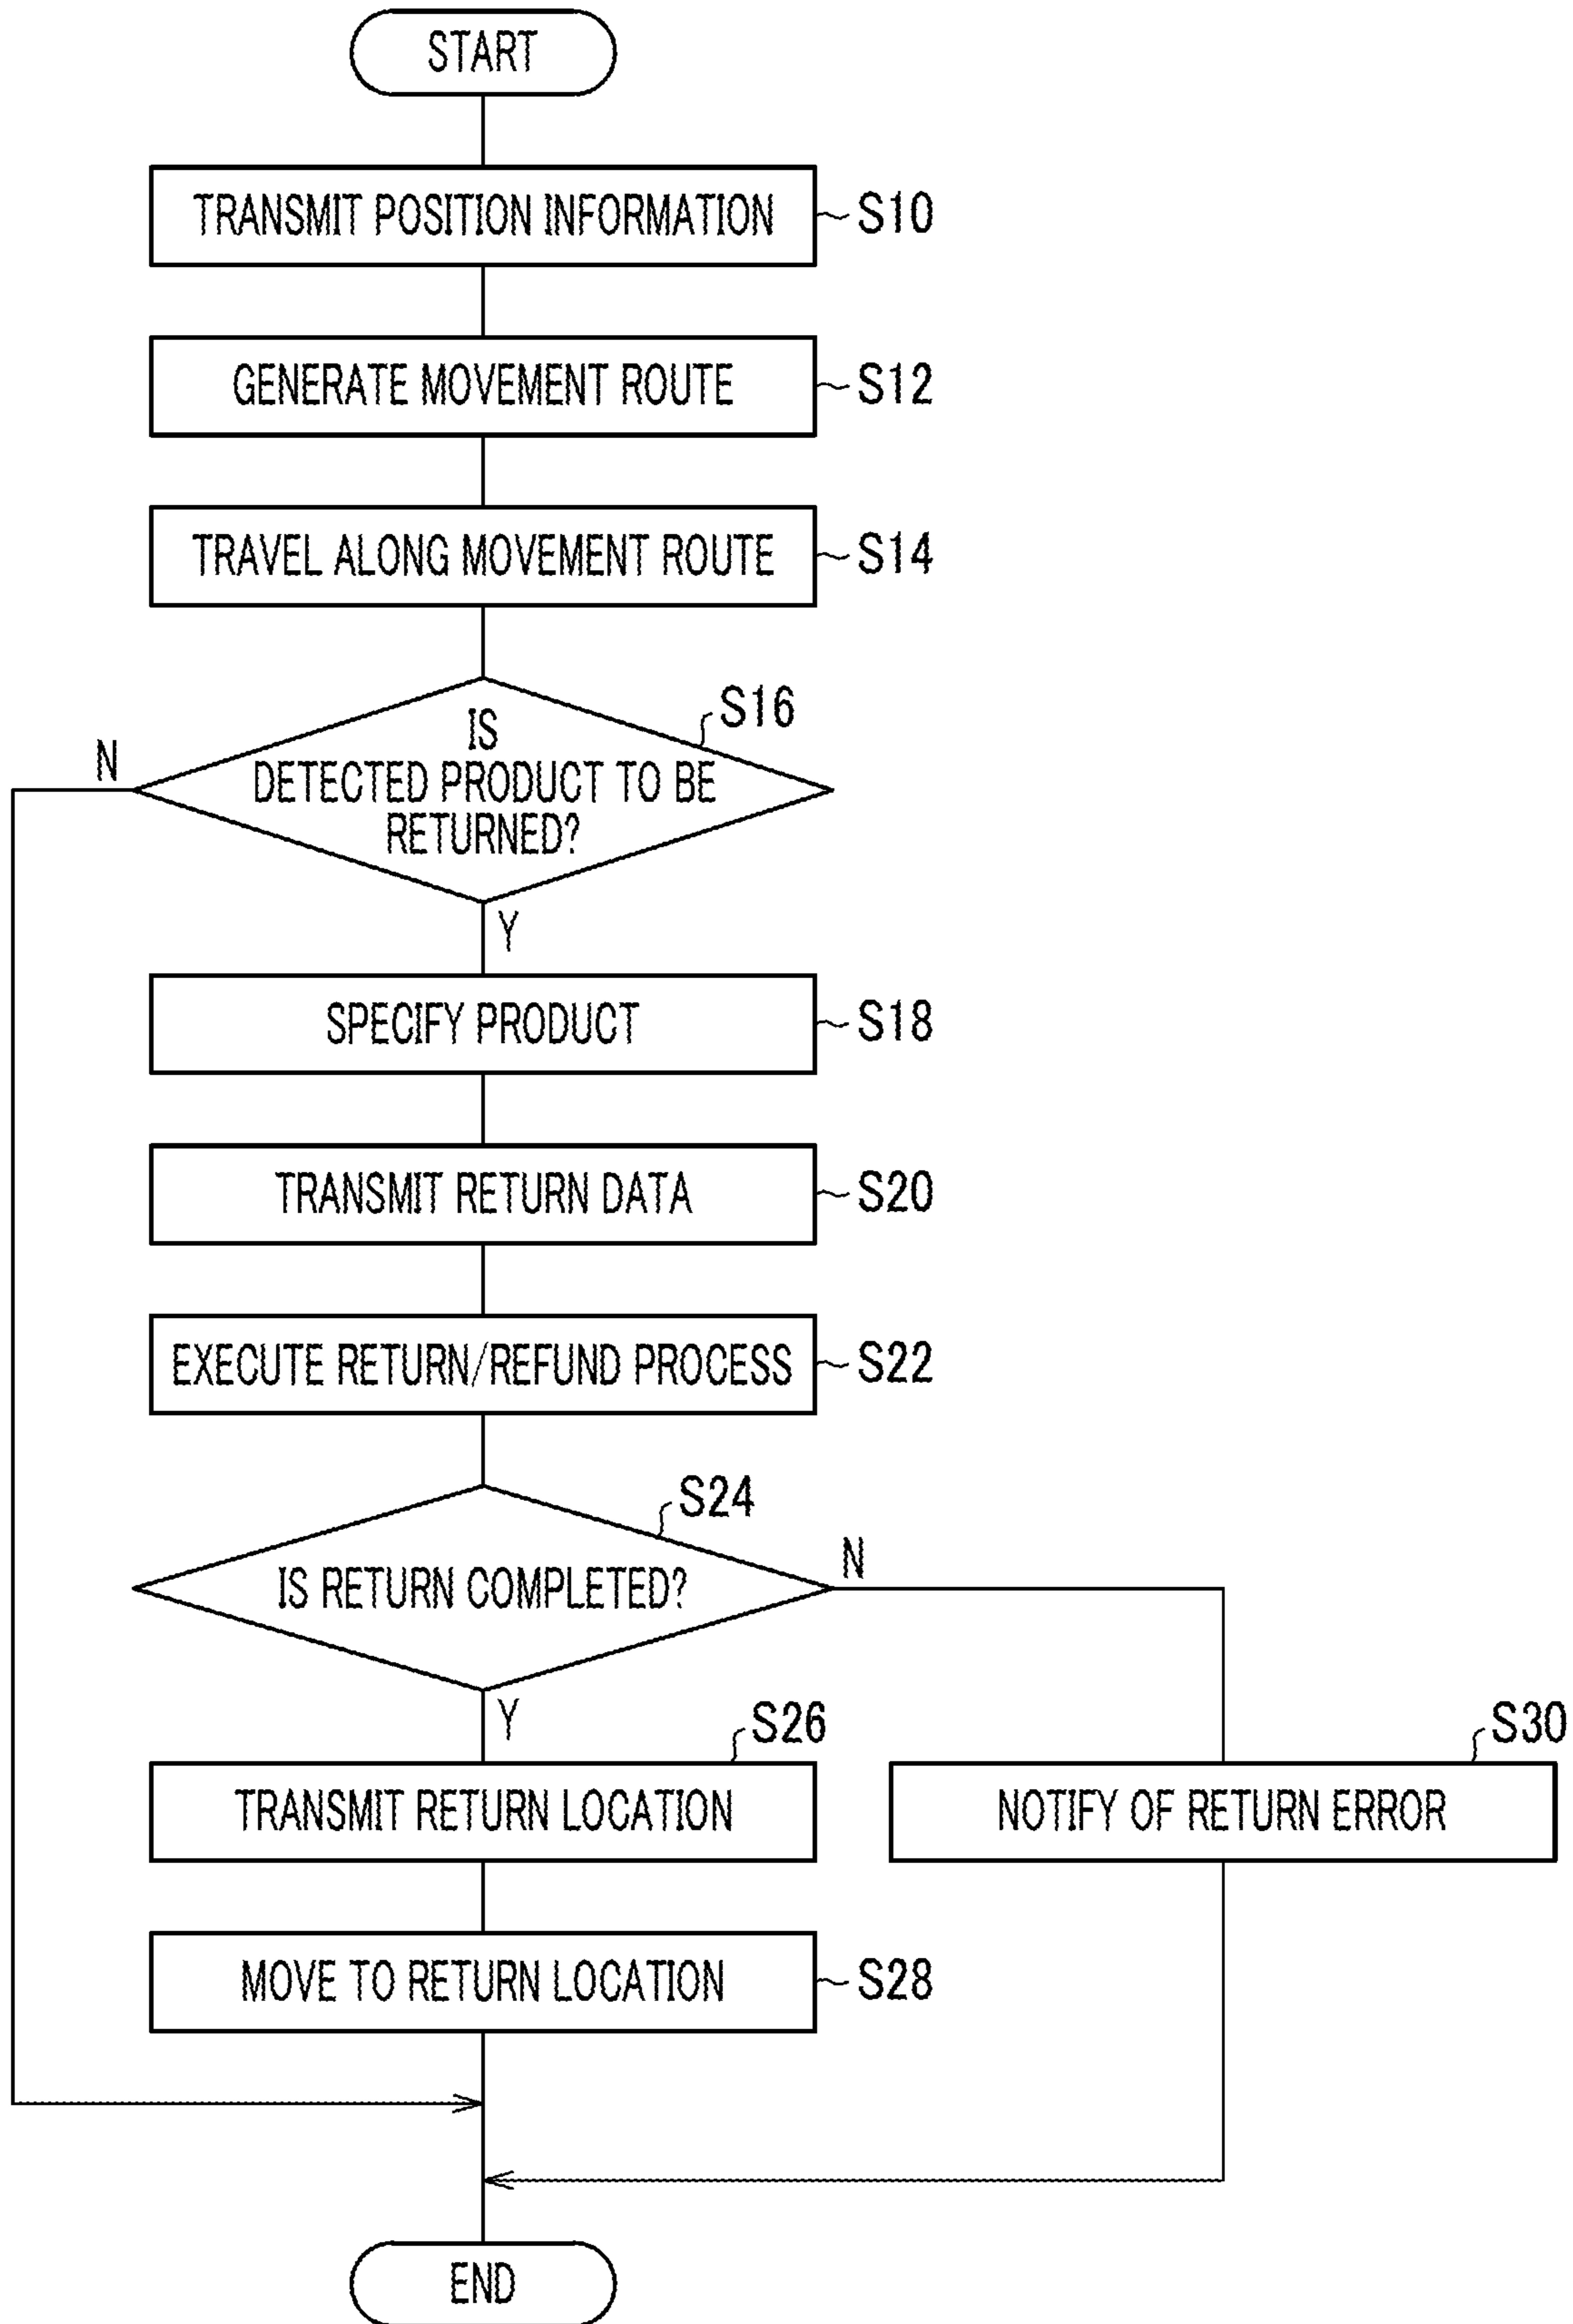 START
TRANSMIT POSITION INFORMATION S10
GENERATE MOVEMENT ROUTE S12
TRAVEL ALONG MOVEMENT ROUTE S14
S16
IS
N
DETECTED PRODUCT TO BE
RETURNED?
Y
SPECIFY PRODUCT S18
TRANSMIT RETURN DATA S20
EXECUTE RETURN/REFUND PROCESS S22
S24
N
IS RETURN COMPLETED?
Y
S26
S30
TRANSMIT RETURN LOCATION
NOTIFY OF RETURN ERROR
MOVE TO RETURN LOCATION S28
END